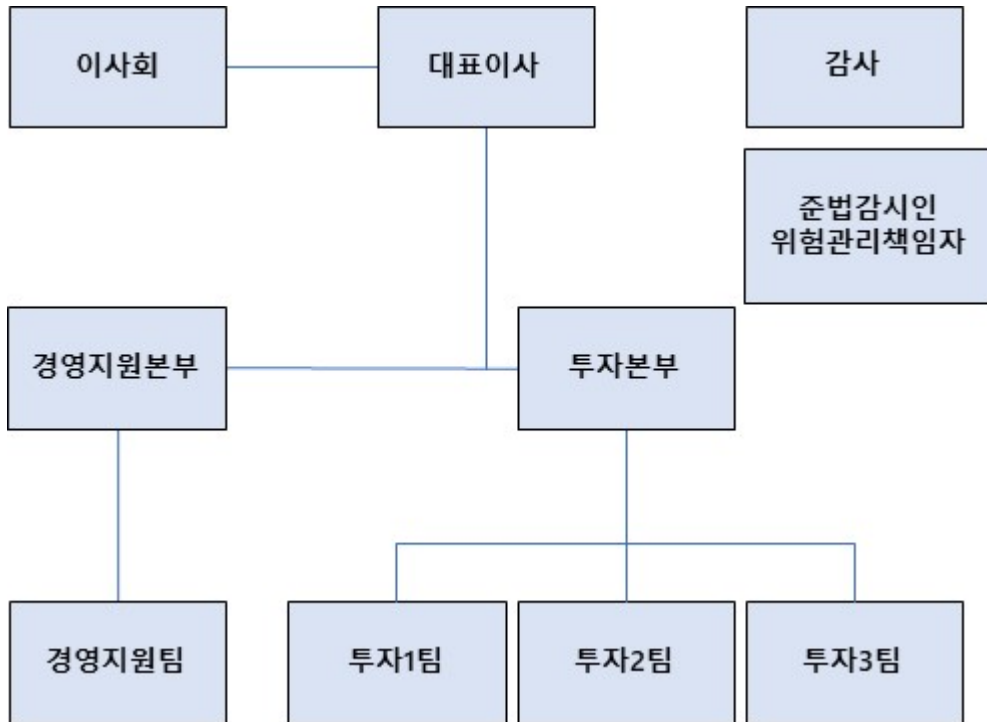 이사회
대표이사
감사
준법감시인
위험관리책임자
경영지원본부
투자본부
경영지원팀
투자1팀
투자2팀
투자3팀